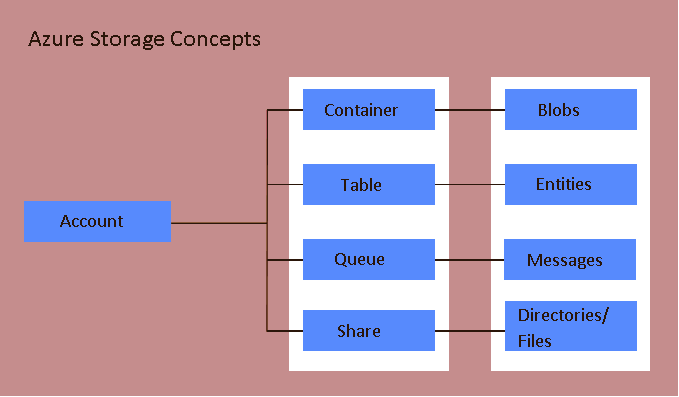 Azure Storage Concepts
Container
Blobs
Table
Entities
Account
Queue
Messages
Share
Directories/
Files